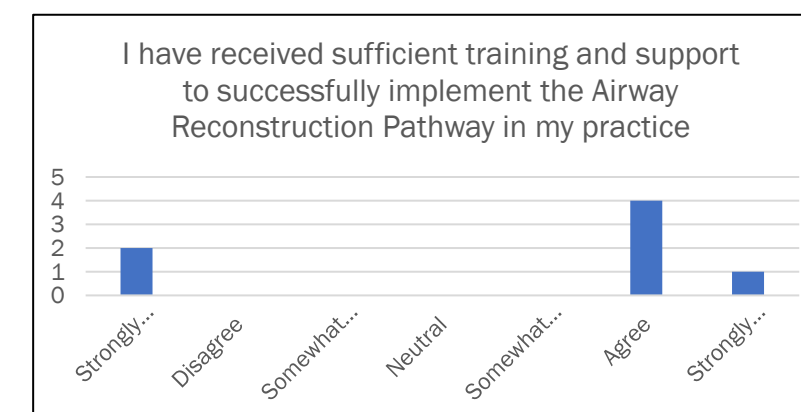 I have received sufficient training and support
to successfully implement the Airway
Reconstruction Pathway in my practice
5
4
3
2
1
0
Strongly...
Disagree
Somewhat...
Neutral
Somewhat...
Agree
Strongly...